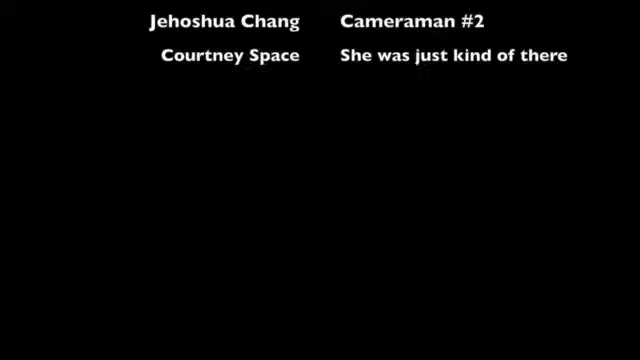 Jehoshua Chang Cameraman #2
Courtney Space She was just kind of there